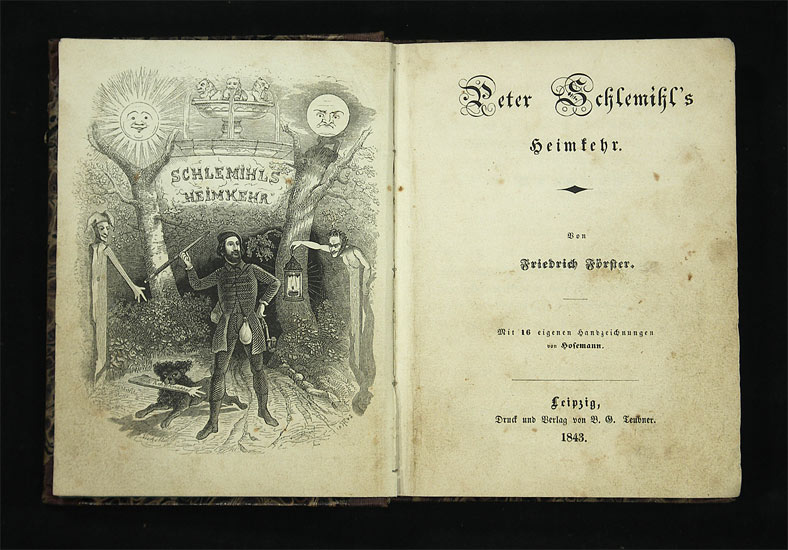 SCHLEMIHLS
HEIMKEHR
Peter Schlemihl's
Heimkehr.
Von
Friedrich Förster.
Mit 16 eigenen Handzeichnungen
von Hosemann.
Leipzig,
Druck und Verlag von B. G. Teubner.
1843.